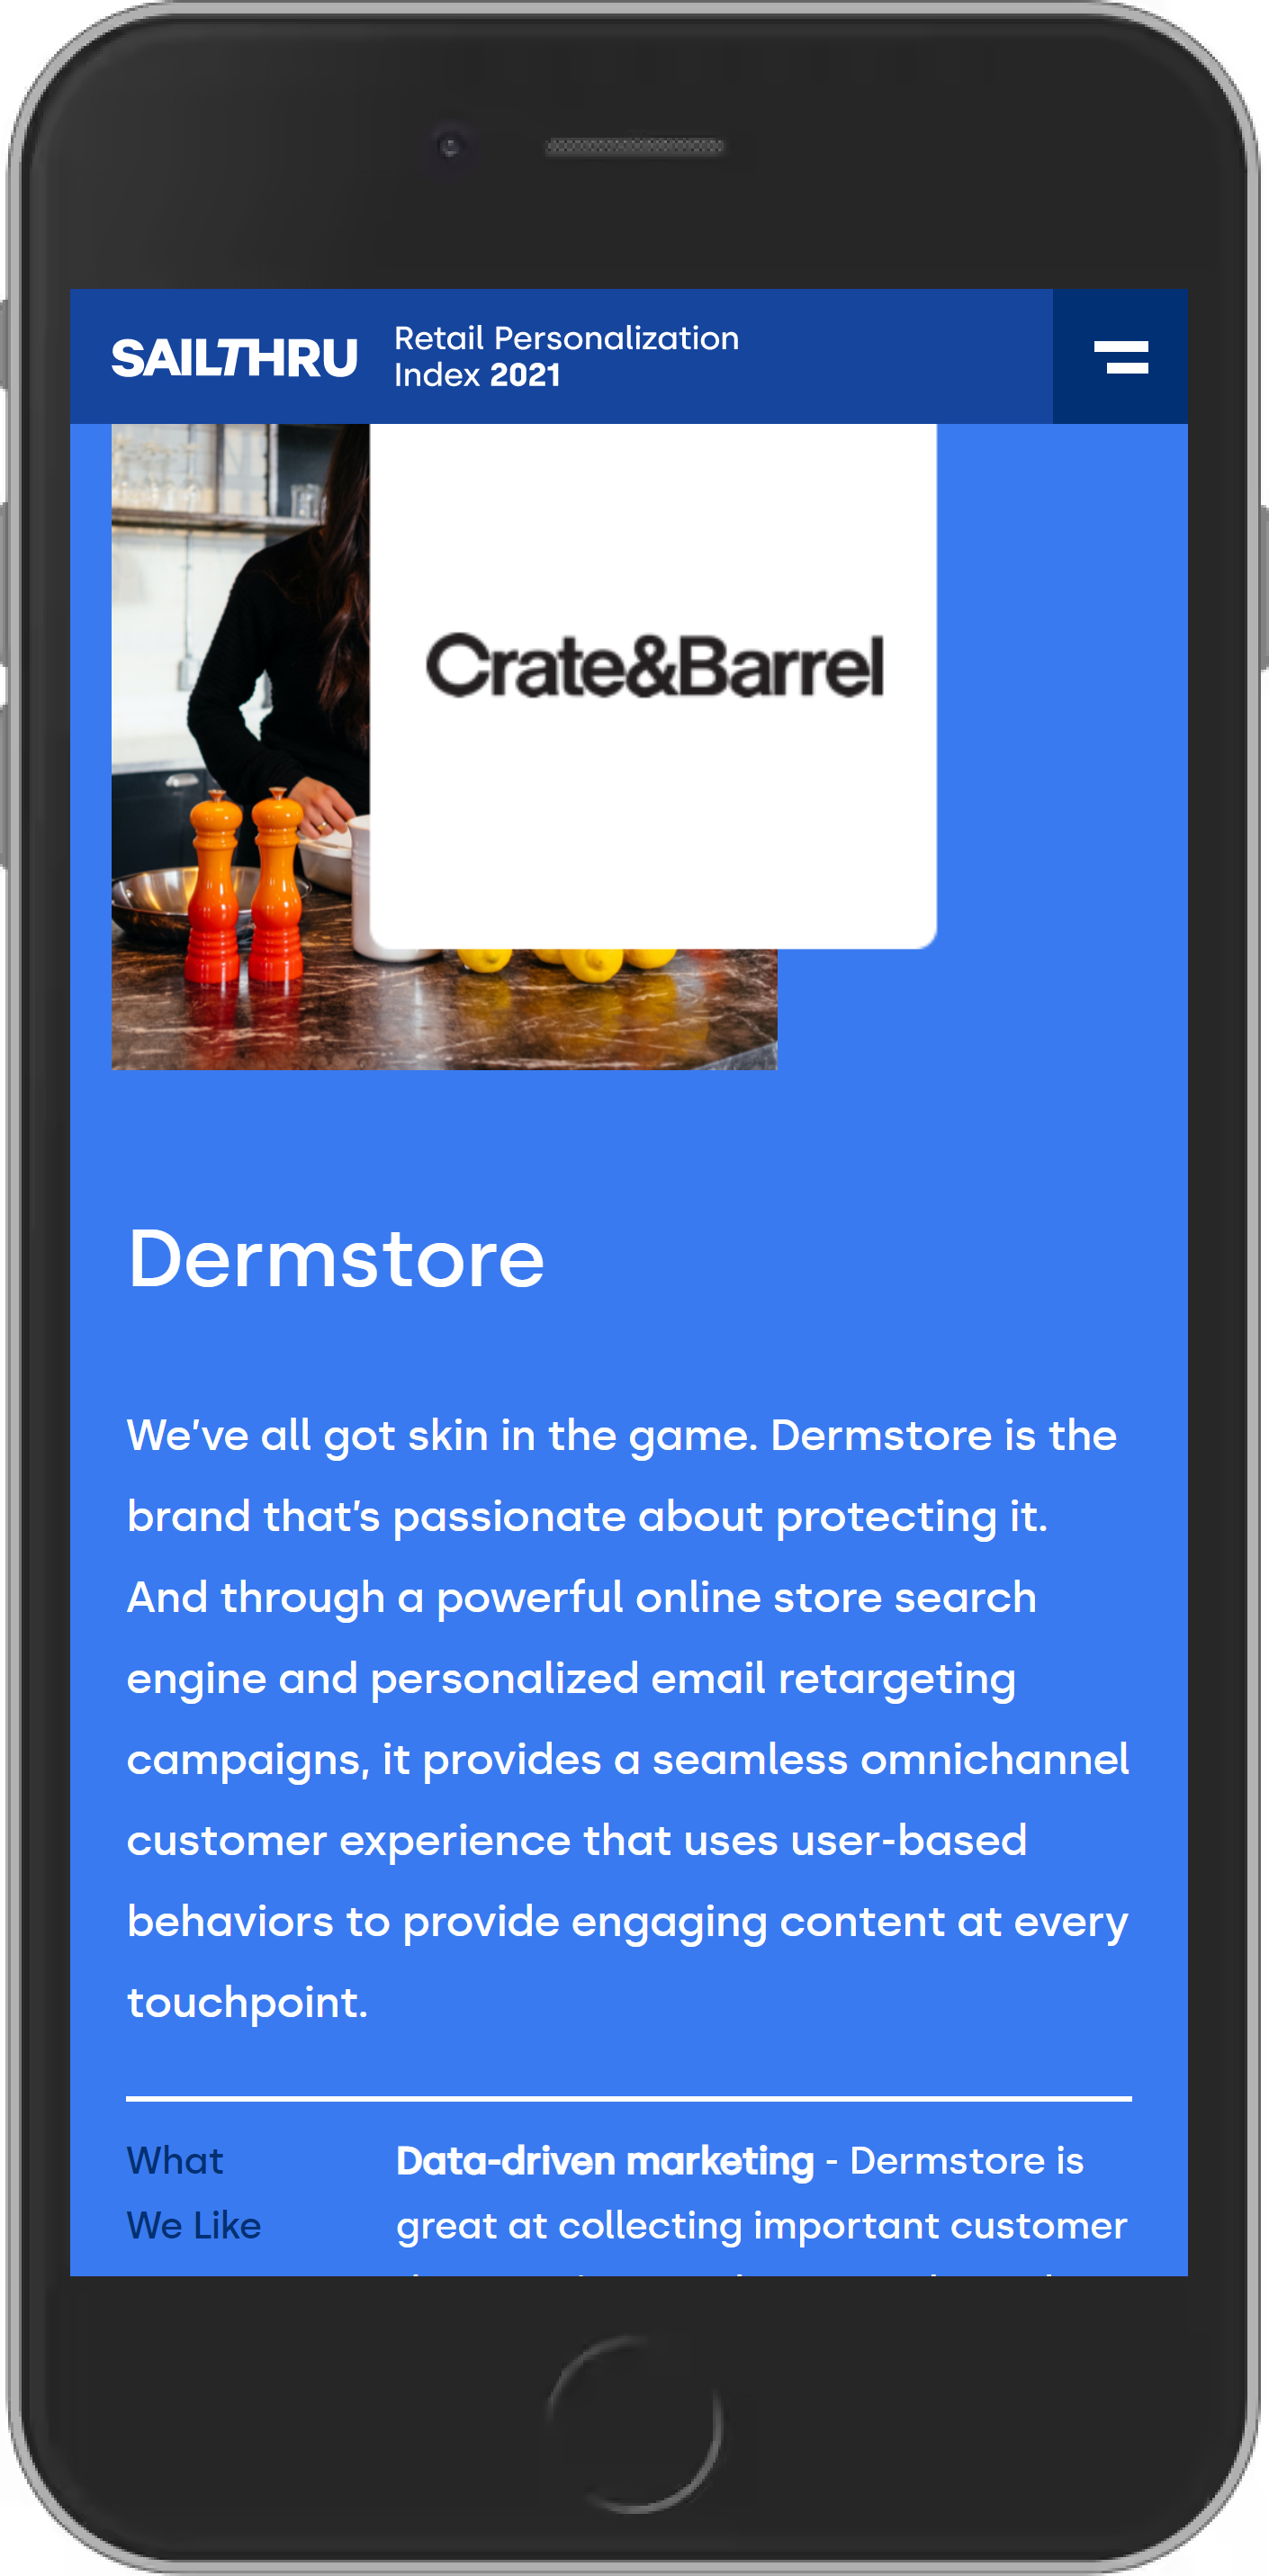 SAILTHRU
Retail Personalization
Index 2021
Crate&Barrel
Dermstore
We've all got skin in the game. Dermstore is the
brand that's passionate about protecting it.
And through a powerful online store search
engine and personalized email retargeting
campaigns, it provides a seamless omnichannel
customer experience that uses user-based
behaviors to provide engaging content at every
touchpoint.
What
We Like
Data-driven marketing - Dermstore is
great at collecting important customer